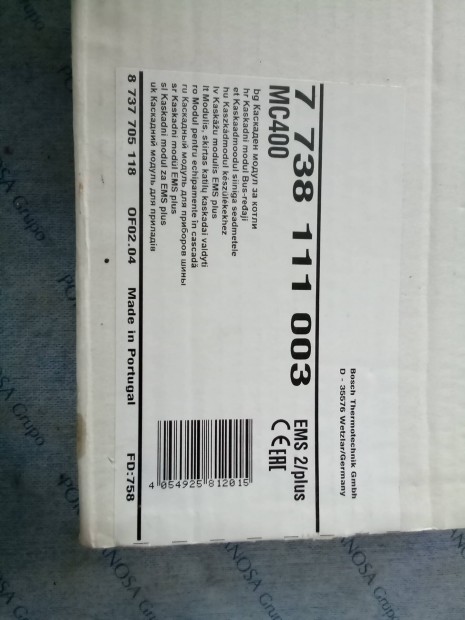 Bosch Thermotechnik Gmbh
D - 35576 Wetzlar/Germany
7 738 111 003
MC400
EMS 2/plus
CE EAC
bg Каскаден модул за котли
hr Kaskadni modul Bus-ređaji
et Kaskaadmoodul siiniga seadmetele
hu Kaszkádmodul készülékekhez
lv Kaskāžu modulis EMS plus
lt Modulis, skirtas katilų kaskadai valdyti
ro Modul pentru echipamente în cascadă
ru Каскадный модуль для приборов шины
sr Kaskadni modul EMS plus
sl Kaskadni modul za EMS plus
uk Каскадний модуль для приладів
4 054925 812015
8 737 705 118 OF02.04 Made in Portugal FD:758
NOSA Grupo